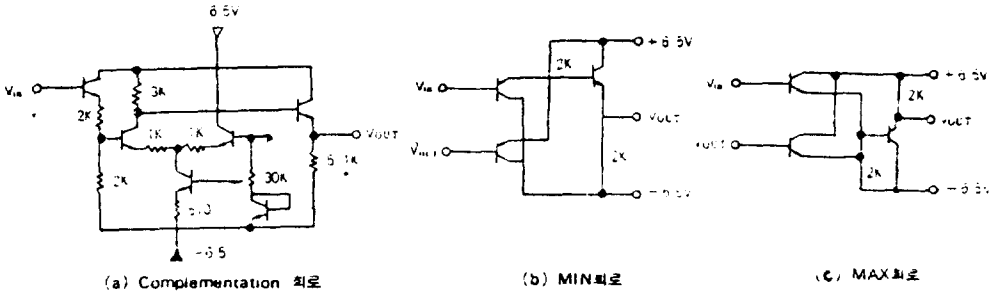 6.5V
Vin
2K
3K
1K
1K
2K
30K
VOUT
-6.5
(a) Complementation 회로
+6.5V
2K
Vin
VOUT
2K
-6.5V
(b) MIN회로
+6.5V
Vin
2K
VOUT
VOUT
2K
-6.5V
(c) MAX회로